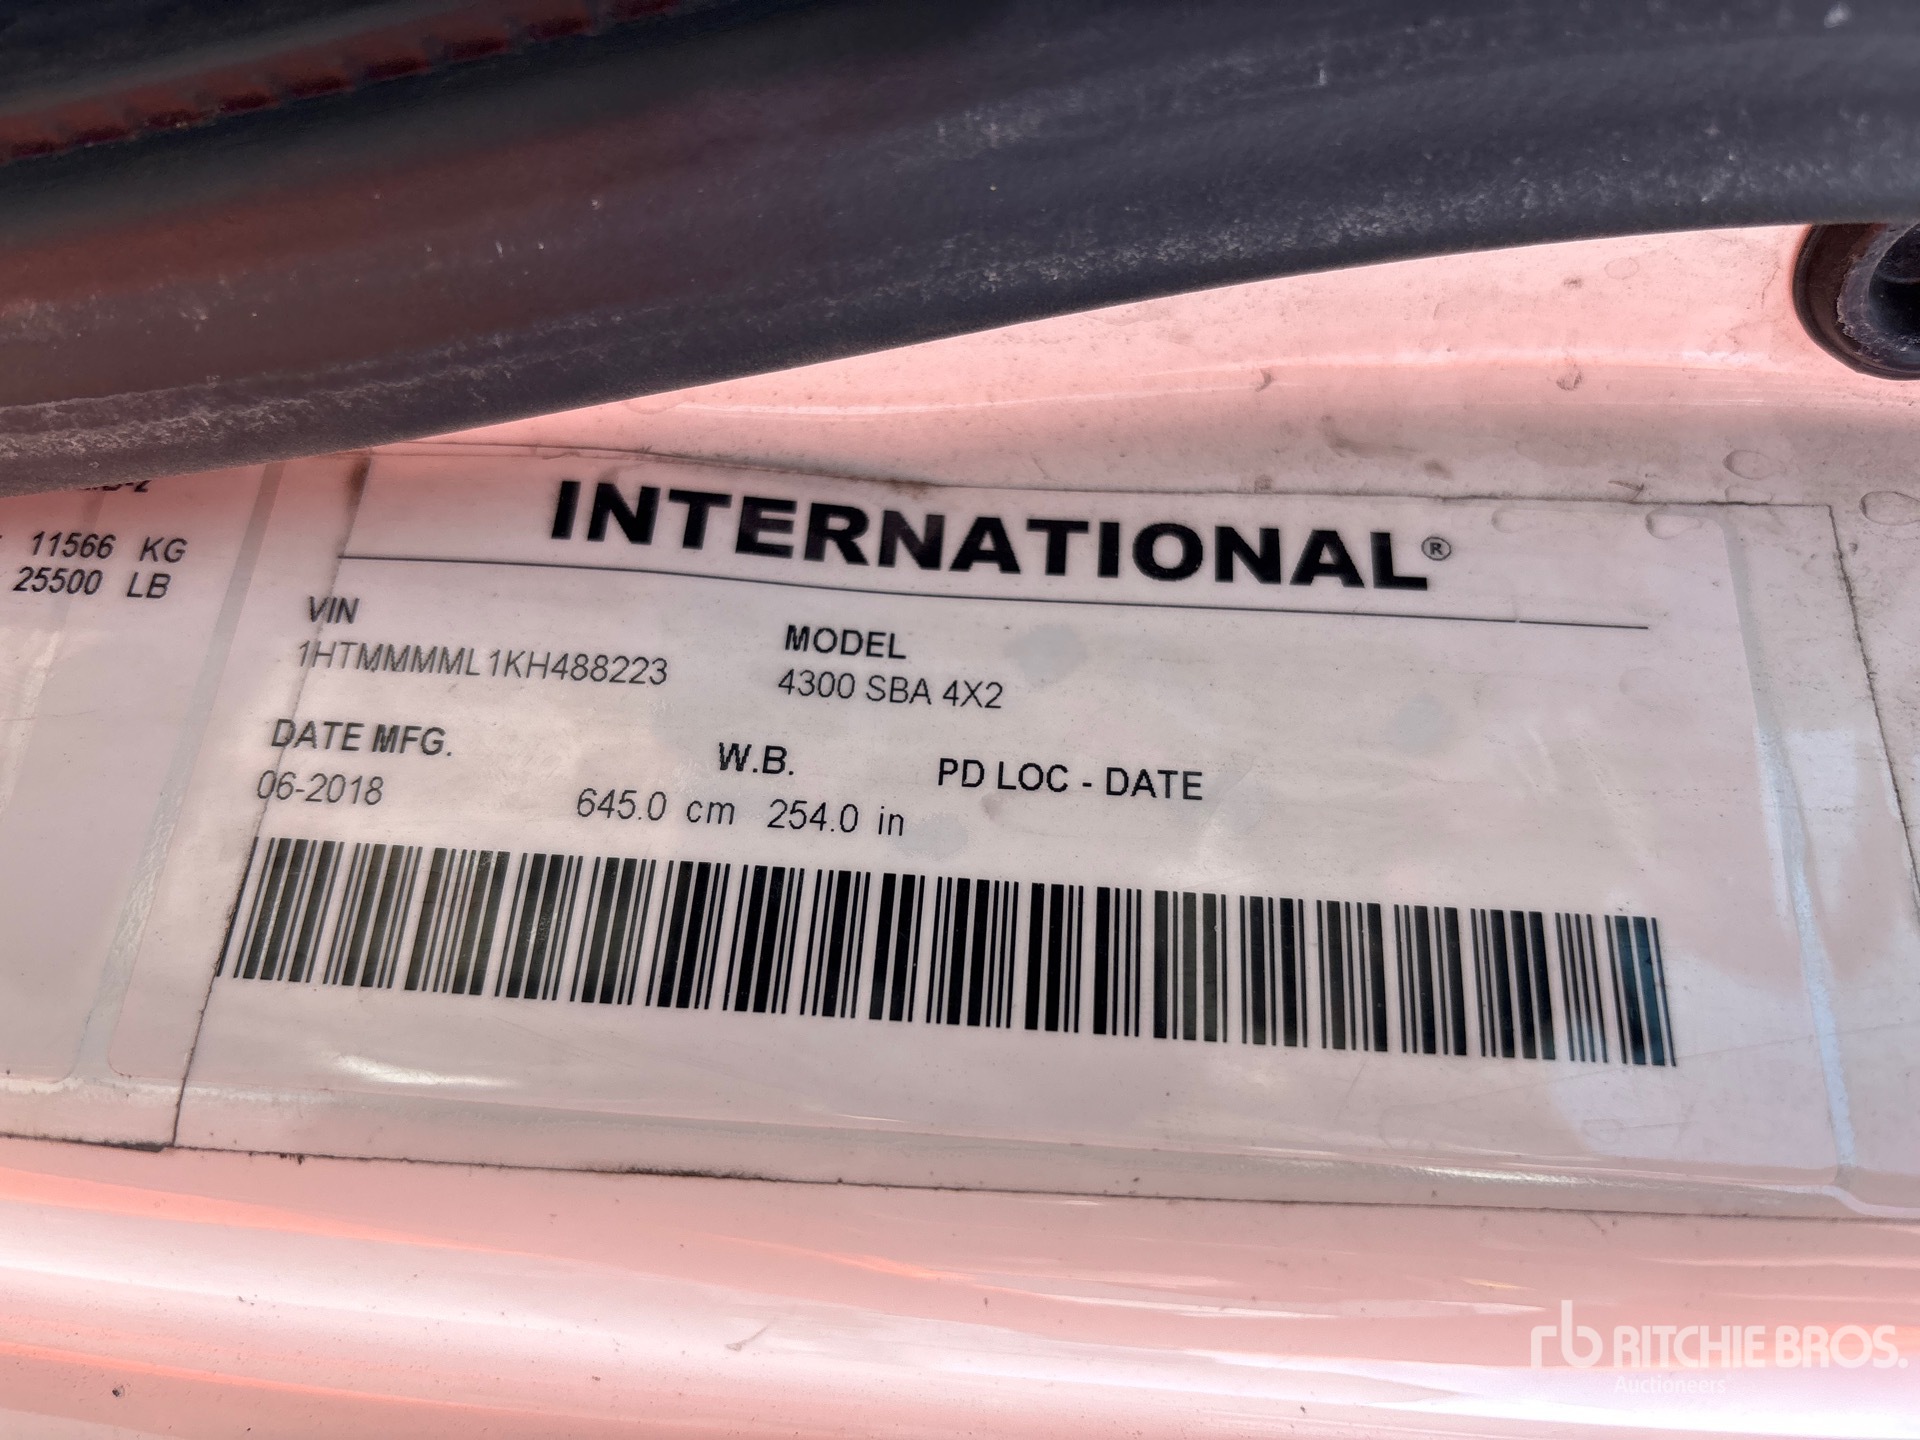 INTERNATIONAL®
11566 KG
25500 LB
VIN
1HTMMMML1KH488223
MODEL
4300 SBA 4X2
DATE MFG.
06-2018
W.B.
645.0 cm 254.0 in
PD LOC - DATE
rb RITCHIE BROS.
Auctioneers